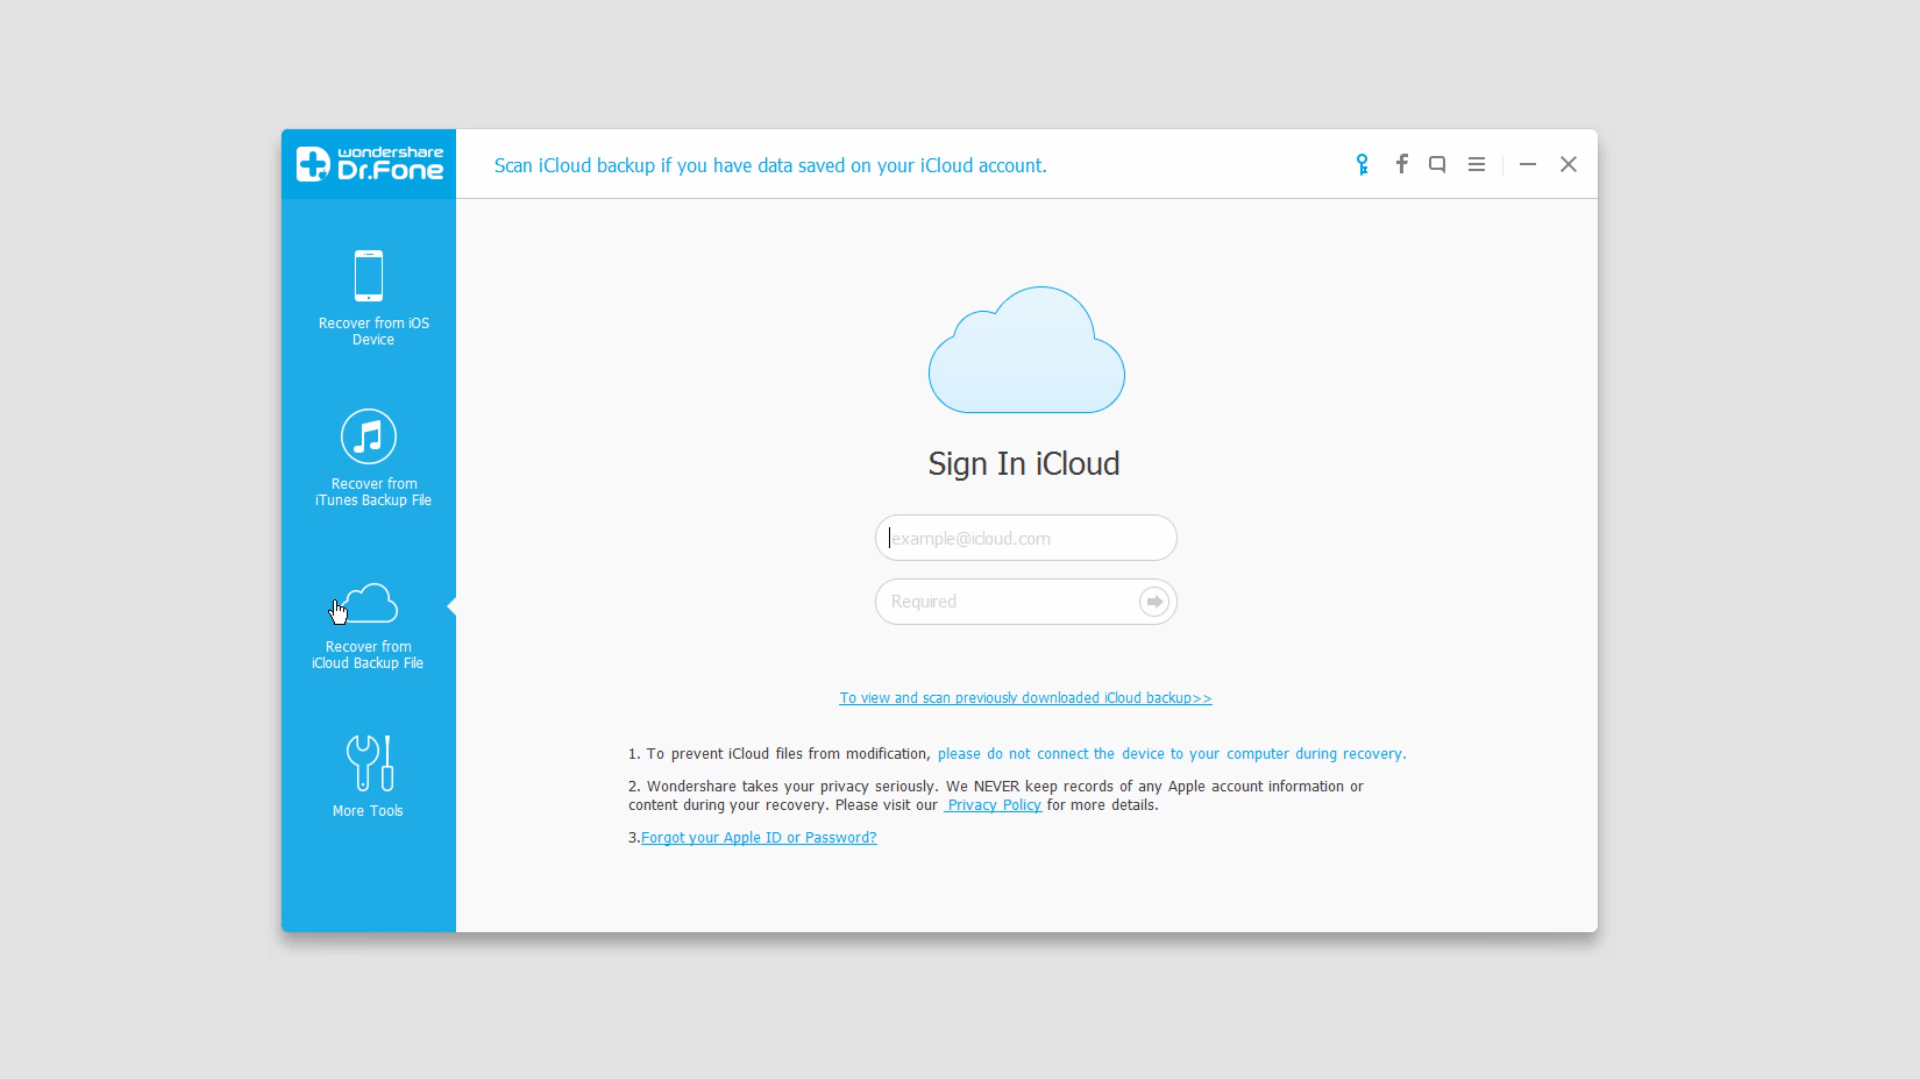 wondershare
Dr.Fone
Scan iCloud backup if you have data saved on your iCloud account.
Recover from iOS
Device
Recover from
iTunes Backup File
Recover from
iCloud Backup File
More Tools
Sign In iCloud
example@icloud.com
Required
To view and scan previously downloaded iCloud backup>>
1. To prevent iCloud files from modification, please do not connect the device to your computer during recovery.
2. Wondershare takes your privacy seriously. We NEVER keep records of any Apple account information or
content during your recovery. Please visit our Privacy Policy for more details.
3.Forgot your Apple ID or Password?